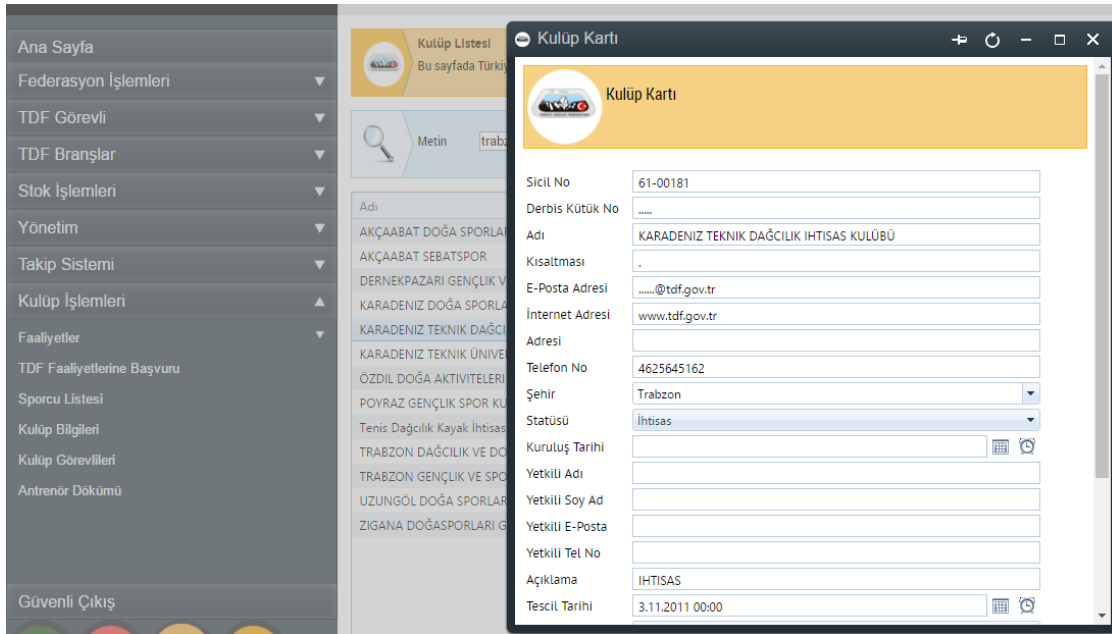 Ana Sayfa
Federasyon İşlemleri
TDF Görevli
TDF Branşlar
Stok İşlemleri
Yönetim
Takip Sistemi
Kulüp İşlemleri
Faaliyetler
TDF Faaliyetlerine Başvuru
Sporcu Listesi
Kulüp Bilgileri
Kulüp Görevlileri
Antrenör Dökümü
Güvenli Çıkış
Kulüp Listesi
Bu sayfada Türkiy
Metin trabz
Adı
AKÇAABAT DOĞA SPORLAR
AKÇAABAT SEBATSPOR
DERNEKPAZARI GENÇLIK V
KARADENIZ DOĞA SPORLA
KARADENIZ TEKNIK DAĞCI
KARADENIZ TEKNIK ÜNIVE
ÖZDIL DOĞA AKTIVITELERI
POYRAZ GENÇLIK SPOR KU
Tenis Dağcılık Kayak İhtisas
TRABZON DAĞCILIK VE DO
TRABZON GENÇLIK VE SPO
UZUNGÖL DOĞA SPORLAR
ZIGANA DOĞASPORLARI G
Kulüp Kartı
Kulüp Kartı
Sicil No 61-00181
Derbis Kütük No .....
Adı KARADENIZ TEKNIK DAĞCILIK IHTISAS KULÜBÜ
Kısaltması .
E-Posta Adresi ......@tdf.gov.tr
İnternet Adresi www.tdf.gov.tr
Adresi
Telefon No 4625645162
Şehir Trabzon
Statüsü İhtisas
Kuruluş Tarihi
Yetkili Adı
Yetkili Soy Ad
Yetkili E-Posta
Yetkili Tel No
Açıklama IHTISAS
Tescil Tarihi 3.11.2011 00:00